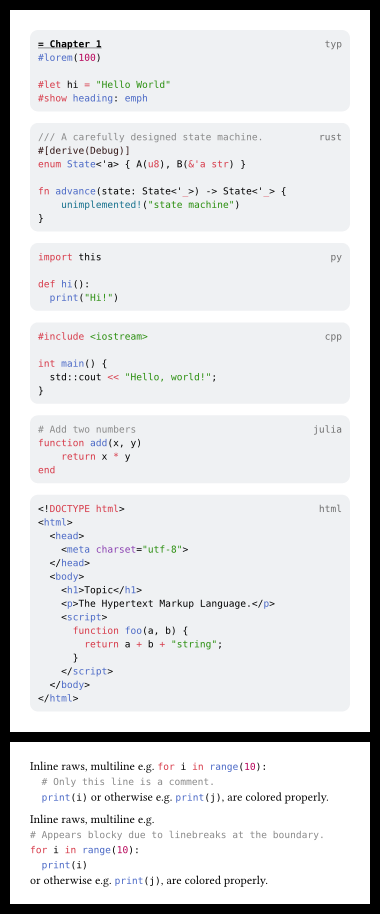 = Chapter 1 typ
#lorem(100)
#let hi = "Hello World"
#show heading: emph
/// A carefully designed state machine. rust
#[derive(Debug)]
enum State<'a> { A(u8), B(&'a str) }
fn advance(state: State<'_>) -> State<'_> {
    unimplemented!("state machine")
}
import this py
def hi():
  print("Hi!")
#include <iostream> cpp
int main() {
  std::cout << "Hello, world!";
}
# Add two numbers julia
function add(x, y)
    return x * y
end
<!DOCTYPE html> html
<html>
  <head>
    <meta charset="utf-8">
  </head>
  <body>
    <h1>Topic</h1>
    <p>The Hypertext Markup Language.</p>
    <script>
      function foo(a, b) {
        return a + b + "string";
      }
    </script>
  </body>
</html>
Inline raws, multiline e.g. for i in range(10):
  # Only this line is a comment.
  print(i) or otherwise e.g. print(j), are colored properly.
Inline raws, multiline e.g.
# Appears blocky due to linebreaks at the boundary.
for i in range(10):
  print(i)
or otherwise e.g. print(j), are colored properly.